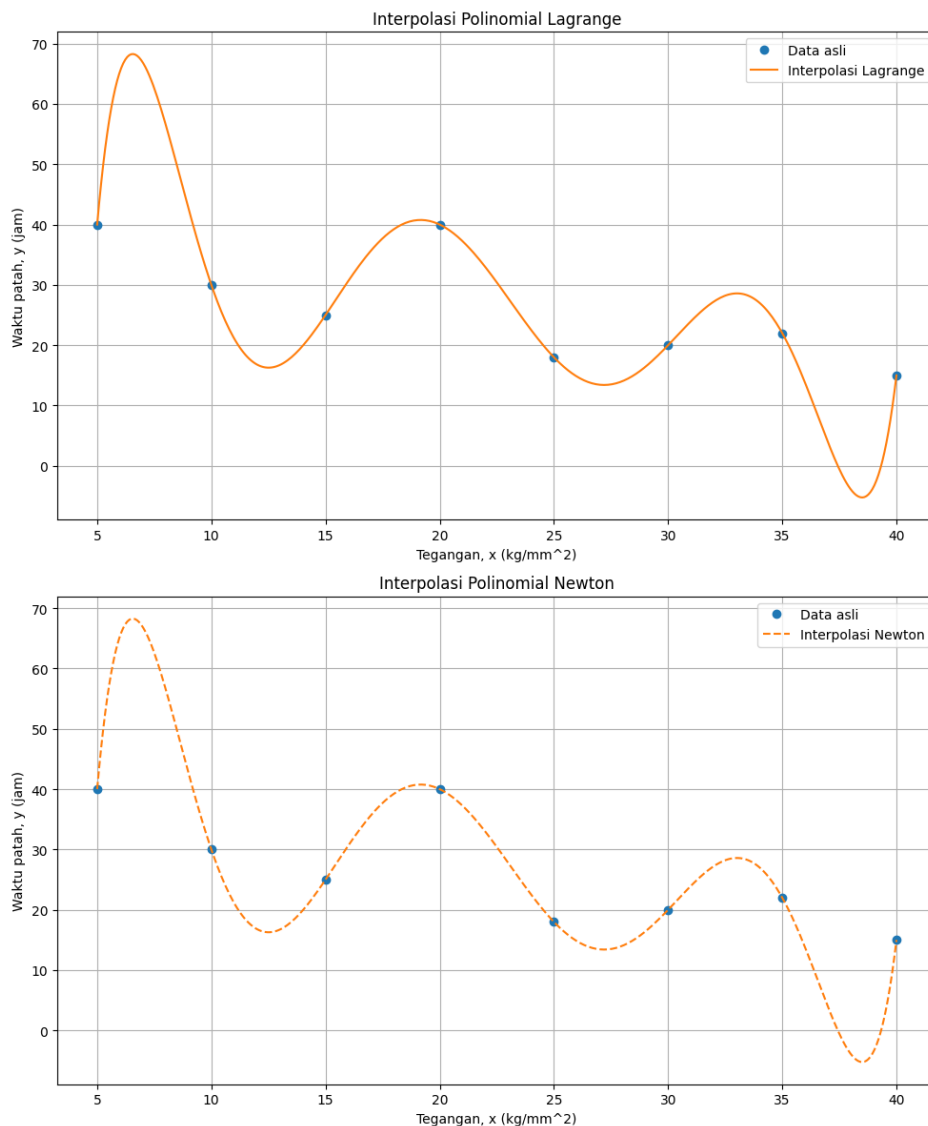 Interpolasi Polinomial Lagrange
70
60
50
40
30
20
10
0
Waktu patah, y (jam)
Data asli
Interpolasi Lagrange
5 10 15 20 25 30 35 40
Tegangan, x (kg/mm^2)
Interpolasi Polinomial Newton
70
60
50
40
30
20
10
0
Waktu patah, y (jam)
Data asli
Interpolasi Newton
5 10 15 20 25 30 35 40
Tegangan, x (kg/mm^2)